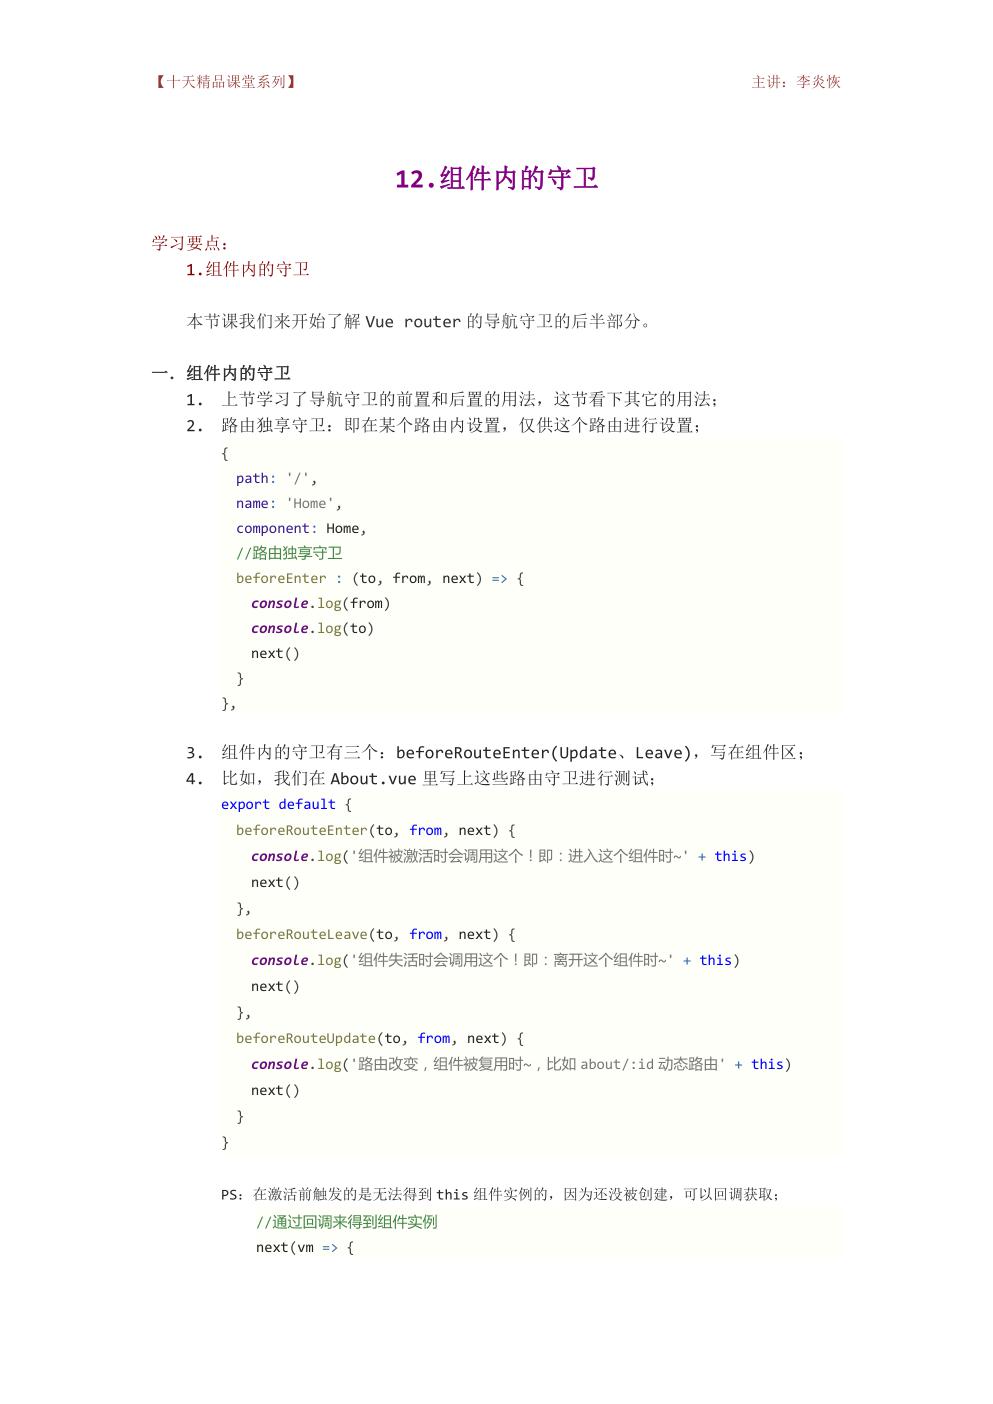 【十天精品课堂系列】 主讲：李炎恢
12.组件内的守卫
学习要点：
1.组件内的守卫
本节课我们来开始了解 Vue router 的导航守卫的后半部分。
一．组件内的守卫
1. 上节学习了导航守卫的前置和后置的用法，这节看下其它的用法；
2. 路由独享守卫：即在某个路由内设置，仅供这个路由进行设置；
{
path: '/',
name: 'Home',
component: Home,
//路由独享守卫
beforeEnter : (to, from, next) => {
console.log(from)
console.log(to)
next()
}
},
3. 组件内的守卫有三个：beforeRouteEnter(Update、Leave)，写在组件区；
4. 比如，我们在 About.vue 里写上这些路由守卫进行测试；
export default {
beforeRouteEnter(to, from, next) {
console.log('组件被激活时会调用这个！即：进入这个组件时~' + this)
next()
},
beforeRouteLeave(to, from, next) {
console.log('组件失活时会调用这个！即：离开这个组件时~' + this)
next()
},
beforeRouteUpdate(to, from, next) {
console.log('路由改变，组件被复用时~，比如 about/:id 动态路由' + this)
next()
}
}
PS：在激活前触发的是无法得到 this 组件实例的，因为还没被创建，可以回调获取；
//通过回调来得到组件实例
next(vm => {